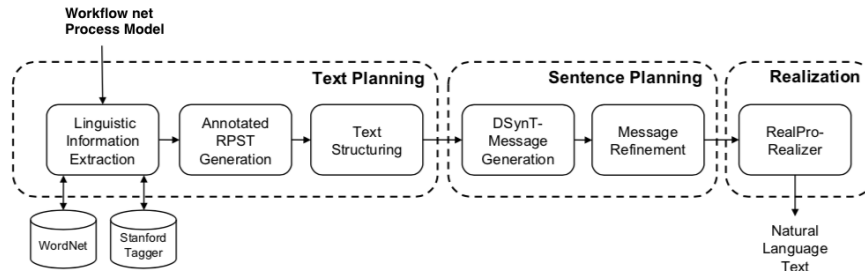 Workflow net
Process Model
Text Planning
Sentence Planning
Realization
Linguistic
Information
Extraction
Annotated
RPST
Generation
Text
Structuring
DSynT-
Message
Generation
Message
Refinement
RealPro-
Realizer
WordNet
Stanford
Tagger
Natural
Language
Text